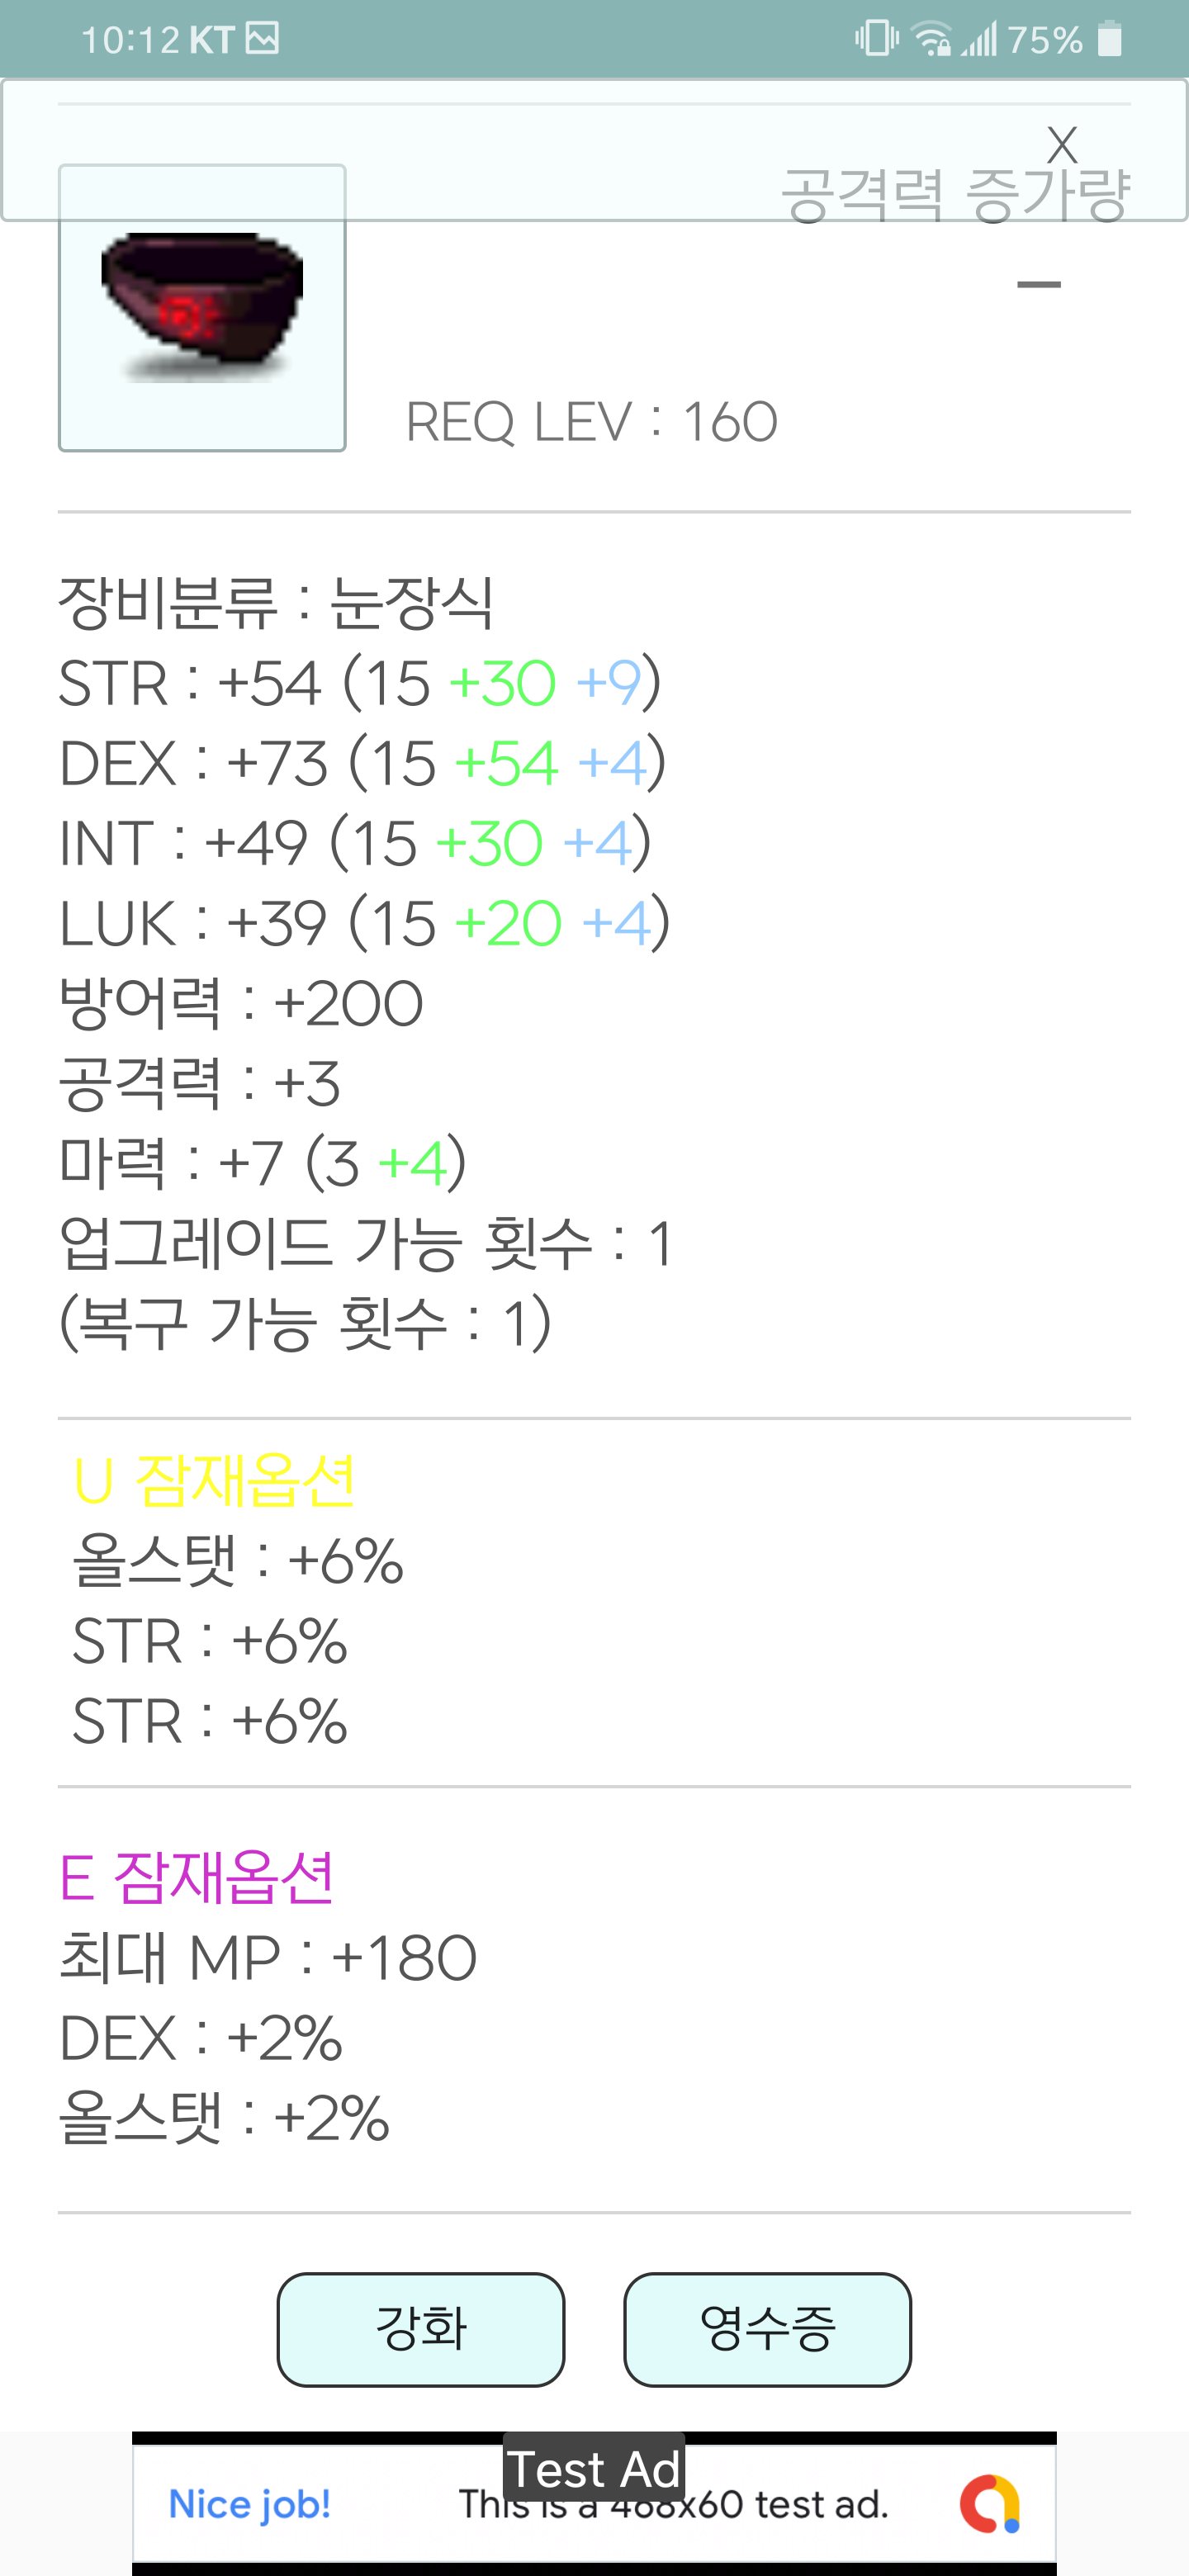 10:12 KT 75%
X
공격력 증가량
REQ LEV : 160
장비분류 : 눈장식
STR : +54 (15 +30 +9)
DEX : +73 (15 +54 +4)
INT : +49 (15 +30 +4)
LUK : +39 (15 +20 +4)
방어력 : +200
공격력 : +3
마력 : +7 (3 +4)
업그레이드 가능 횟수 : 1
(복구 가능 횟수 : 1)
U 잠재옵션
올스탯 : +6%
STR : +6%
STR : +6%
E 잠재옵션
최대 MP : +180
DEX : +2%
올스탯 : +2%
강화 영수증
Test Ad
Nice job! This is a 468x60 test ad.